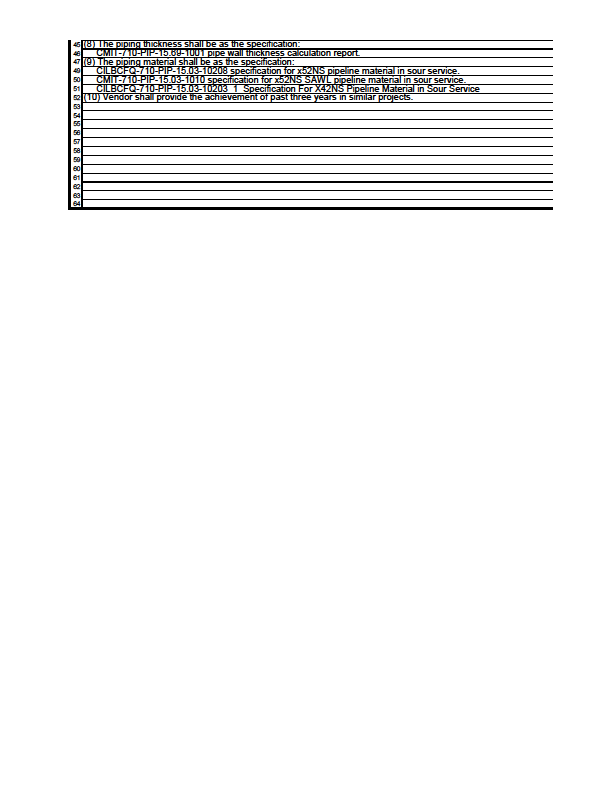 45 (8) The piping thickness shall be as the specification:
46 CMIT-710-PIP-15.69-1001 pipe wall thickness calculation report.
47 (9) The piping material shall be as the specification:
49 CILBCFQ-710-PIP-15.03-10208 specification for x52NS pipeline material in sour service.
50 CMIT-710-PIP-15.03-1010 specification for x52NS SAWL pipeline material in sour service.
51 CILBCFQ-710-PIP-15.03-10203_1_Specification For X42NS Pipeline Material in Sour Service
52 (10) Vendor shall provide the achievement of past three years in similar projects.
53
54
55
56
57
58
59
60
61
62
63
64